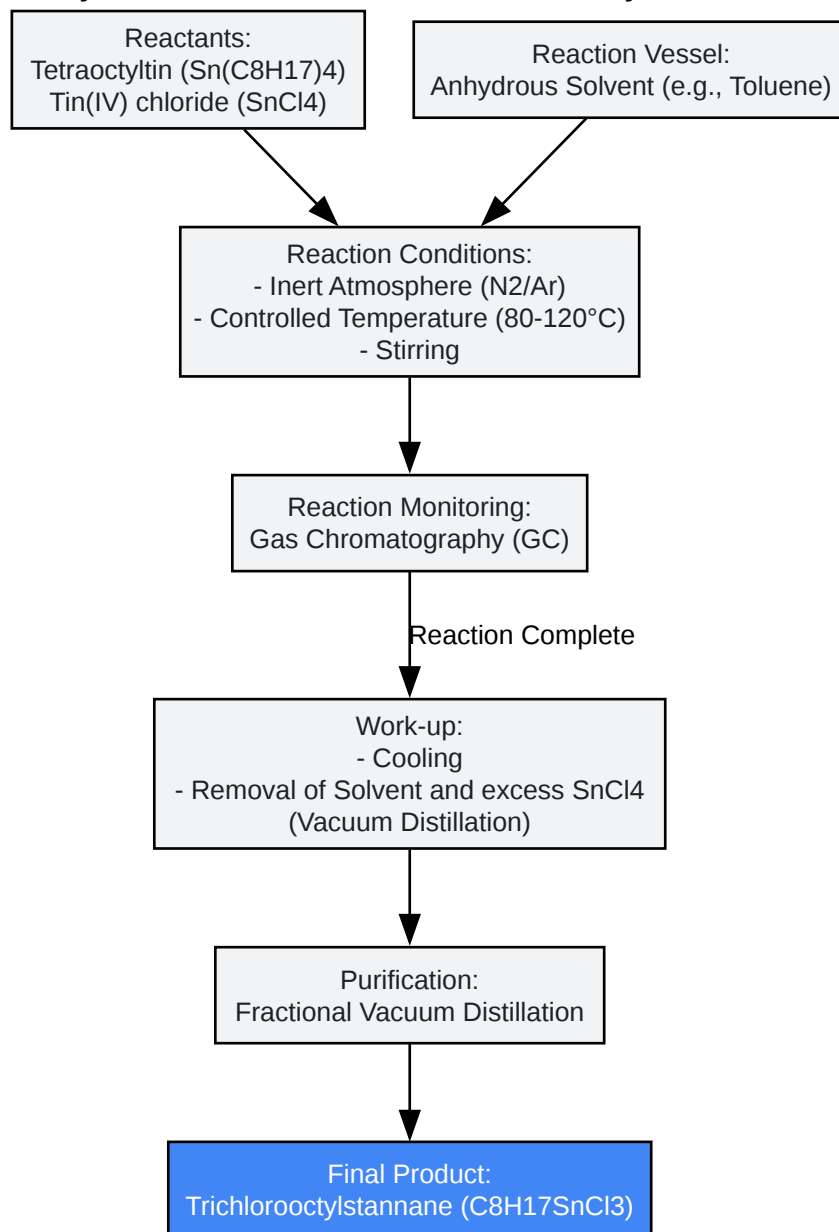 Reactants:
Tetraoctyltin (Sn(C8H17)4)
Tin(IV) chloride (SnCl4)
Reaction Vessel:
Anhydrous Solvent (e.g., Toluene)
Reaction Conditions:
- Inert Atmosphere (N2/Ar)
- Controlled Temperature (80-120°C)
- Stirring
Reaction Monitoring:
Gas Chromatography (GC)
Reaction Complete
Work-up:
- Cooling
- Removal of Solvent and excess SnCl4
(Vacuum Distillation)
Purification:
Fractional Vacuum Distillation
Final Product:
Trichlorooctylstannane (C8H17SnCl3)